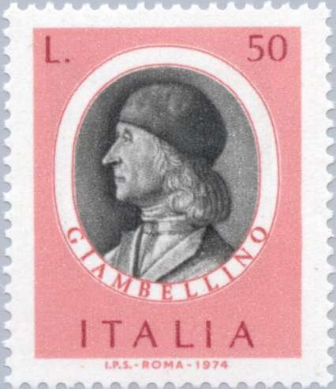 L. 50
GIAMBELLINO
ITALIA
I.P.S. - ROMA - 1974